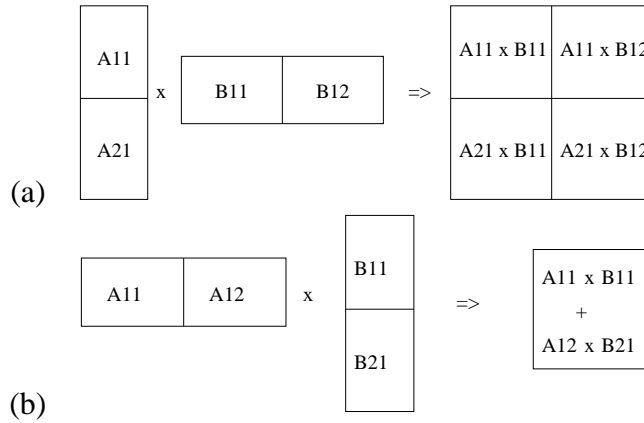 A11
x
B11 B12
=>
A11 x B11 A11 x B12
A21
A21 x B11 A21 x B12
(a)
A11 A12
x
B11
=>
A11 x B11
+
B21
A12 x B21
(b)